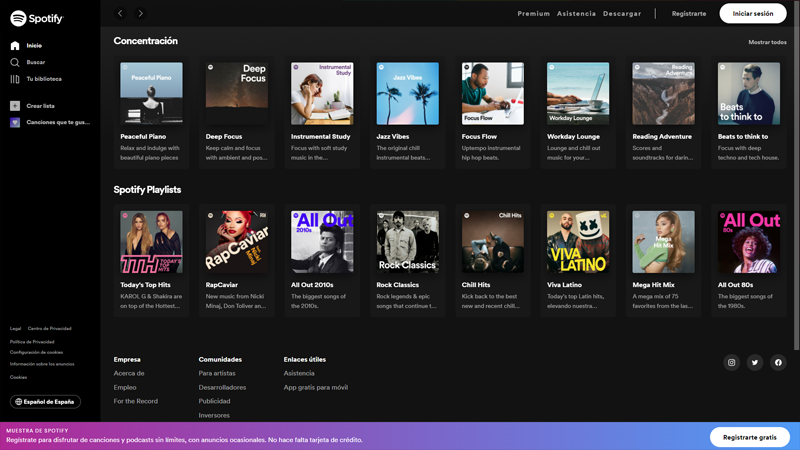 Spotify
Premium Asistencia Descargar
Registrarte
Iniciar sesión
Inicio
Buscar
Tu biblioteca
Crear lista
Canciones que te gus...
Concentración
Mostrar todos
Peaceful Piano
Deep
Focus
Instrumental
Study
Jazz Vibes
Focus Flow
Workday Lounge
Reading
Adventure
Beats
to think to
Peaceful Piano
Relax and indulge with
beautiful piano pieces
Deep Focus
Keep calm and focus
with ambient and pos...
Instrumental Study
Focus with soft study
music in the...
Jazz Vibes
The original chill
instrumental beats...
Focus Flow
Uptempo instrumental
hip hop beats.
Workday Lounge
Lounge and chill out
music for your...
Reading Adventure
Scores and
soundtracks for darin...
Beats to think to
Focus with deep
techno and tech house.
Spotify Playlists
TTH TODAY'S
TOP
HITS
RapCaviar
Nicki
Minaj
All Out
2010s
Rock Classics
Chill Hits
VIVA
LATINO
Mega
Hit Mix
All Out
80s
Today's Top Hits
KAROL G & Shakira are
on top of the Hottest...
RapCaviar
New music from Nicki
Minaj, Don Toliver an...
All Out 2010s
The biggest songs of
the 2010s.
Rock Classics
Rock legends & epic
songs that continue t...
Chill Hits
Kick back to the best
new and recent chill...
Viva Latino
Today's top Latin hits,
elevando nuestra...
Mega Hit Mix
A mega mix of 75
favorites from the las...
All Out 80s
The biggest songs of
the 1980s.
Legal Centro de Privacidad
Política de Privacidad
Configuración de cookies
Información sobre los anuncios
Cookies
Español de España
Empresa
Acerca de
Empleo
For the Record
Comunidades
Para artistas
Desarrolladores
Publicidad
Inversores
Enlaces útiles
Asistencia
App gratis para móvil
MUESTRA DE SPOTIFY
Regístrate para disfrutar de canciones y podcasts sin límites, con anuncios ocasionales. No hace falta tarjeta de crédito.
Registrarte gratis